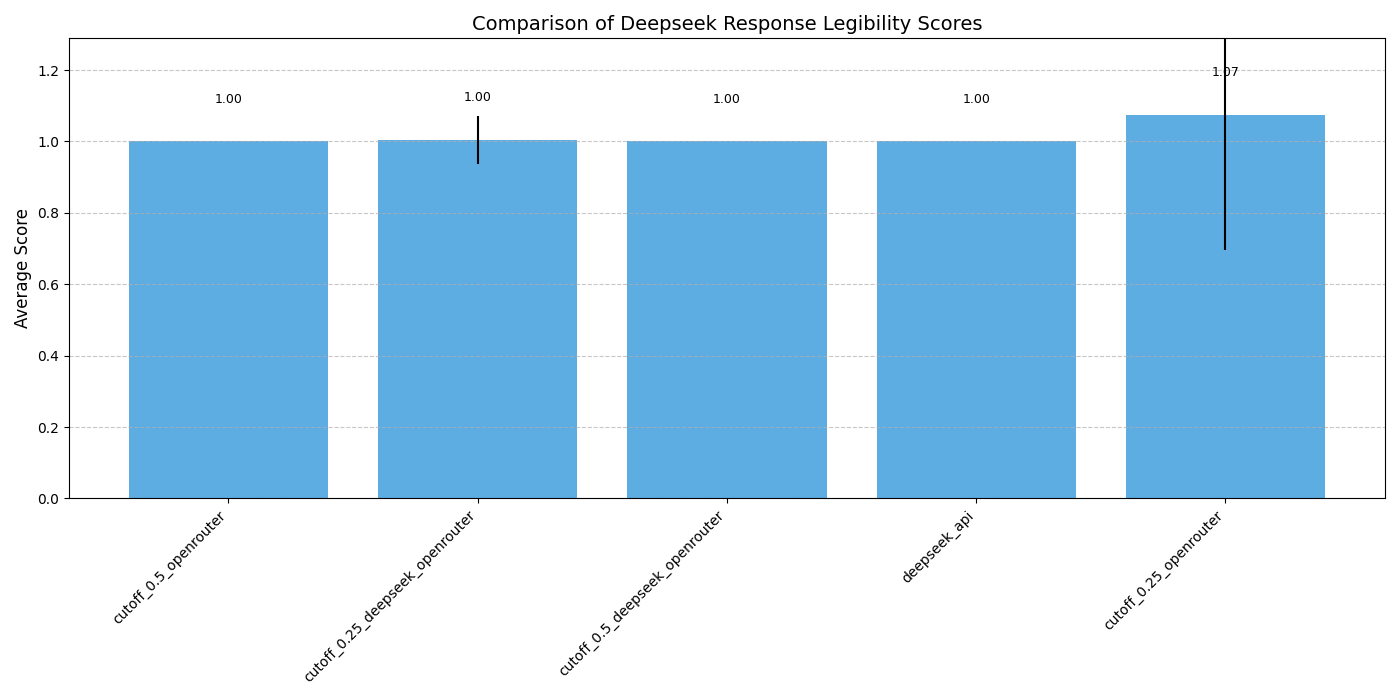 Comparison of Deepseek Response Legibility Scores
Average Score
1.2
1.0
0.8
0.6
0.4
0.2
0.0
1.00
1.00
1.00
1.00
1.07
cutoff_0.5_openrouter
cutoff_0.25_deepseek_openrouter
cutoff_0.5_deepseek_openrouter
deepseek_api
cutoff_0.25_openrouter